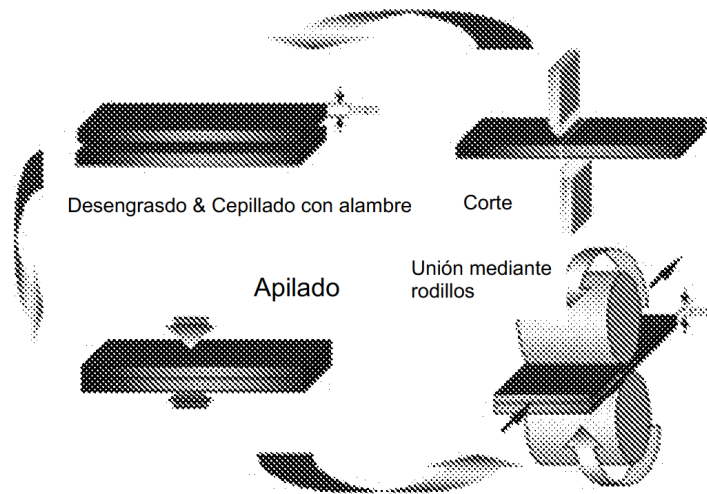 Desengrasdo & Cepillado con alambre
Corte
Apilado
Unión mediante
rodillos